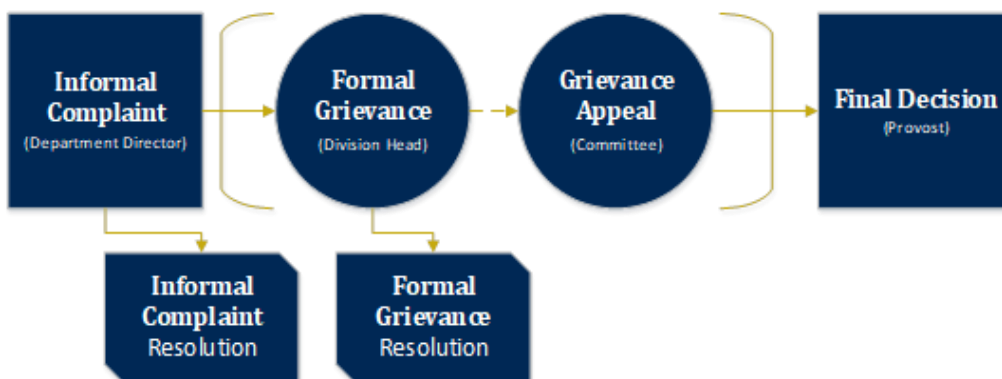 Informal
Complaint
(Department Director)
Formal
Grievance
(Division Head)
Grievance
Appeal
(Committee)
Final Decision
(Provost)
Informal
Complaint
Resolution
Formal
Grievance
Resolution